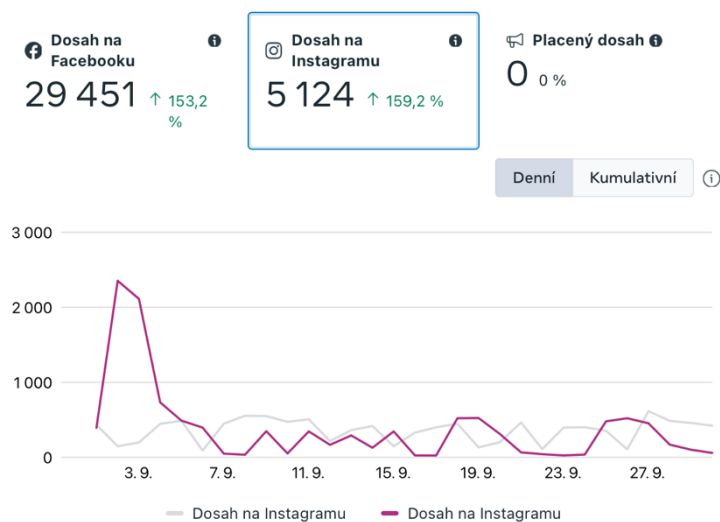 Dosah na
Facebooku
29 451
↑ 153,2
%
Dosah na
Instagramu
5 124
↑ 159,2 %
Placený dosah
0
0 %
Denní
Kumulativní
3 000
2 000
1 000
0
3. 9.
7. 9.
11. 9.
15. 9.
19. 9.
23. 9.
27. 9.
Dosah na Instagramu
Dosah na Instagramu